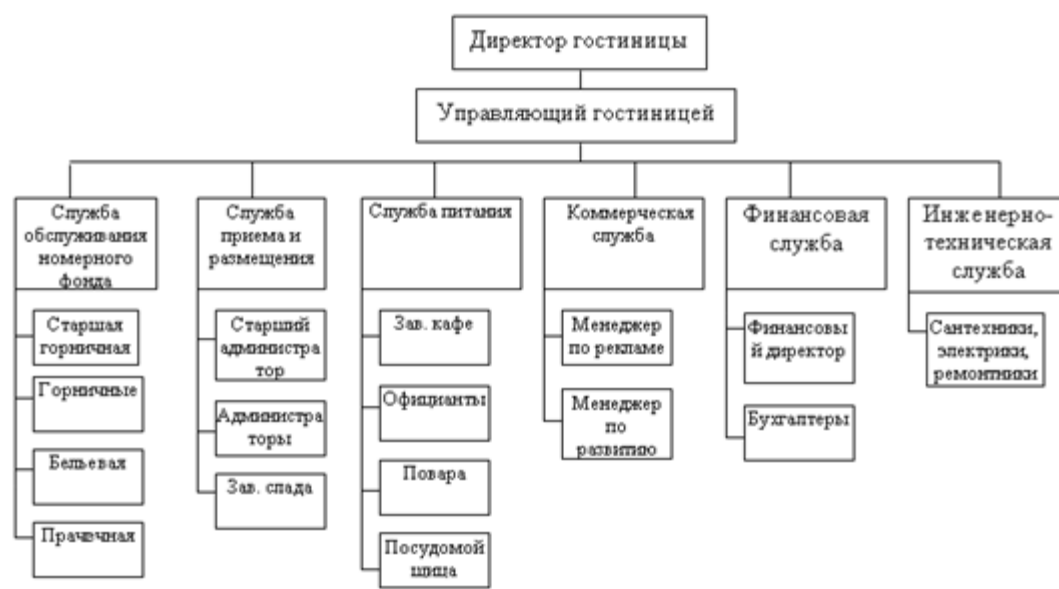 Директор гостиницы
Управляющий гостиницей
Служба
обслуживания
номерного
фонда
Старшая
горничная
Горничные
Бельевая
Прачечная
Служба
приема и
размещения
Старший
администра
тор
Администра
торы
Зав. спада
Служба питания
Зав. кафе
Официанты
Повара
Посудомой
щица
Коммерческая
служба
Менеджер
по рекламе
Менеджер
по
развитию
Финансовая
служба
Финансовы
й директор
Бухгалтеры
Инженерно-
техническая
служба
Сантехники,
электрики,
ремонтники